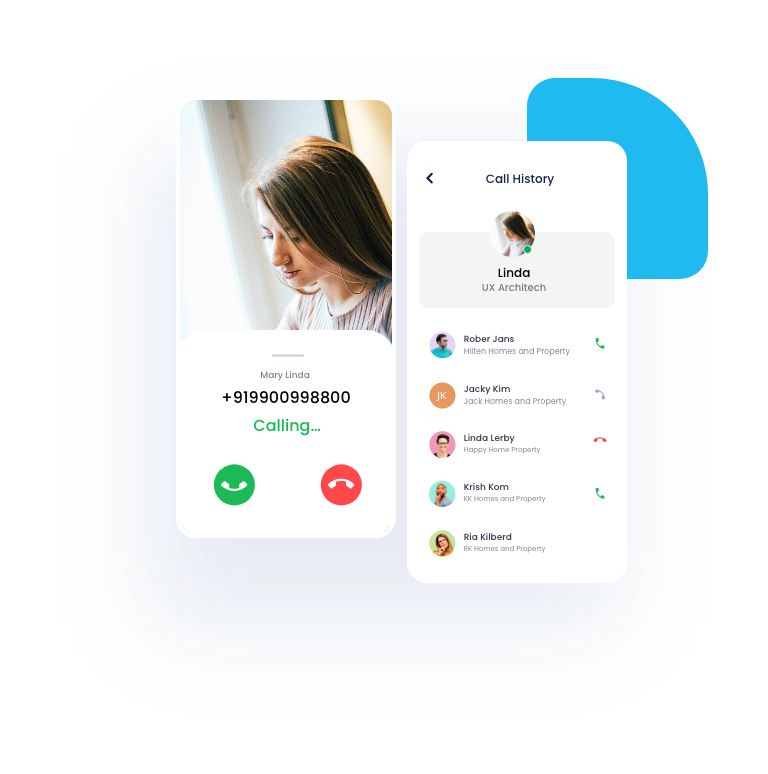 Mary Linda
+919900998800
Calling...
Call History
Linda
UX Architech
Rober Jans
Hilten Homes and Property
JK
Jacky Kim
Jack Homes and Property
Linda Lerby
Happy Home Property
Krish Kom
KK Homes and Property
Ria Kilberd
RK Homes and Property